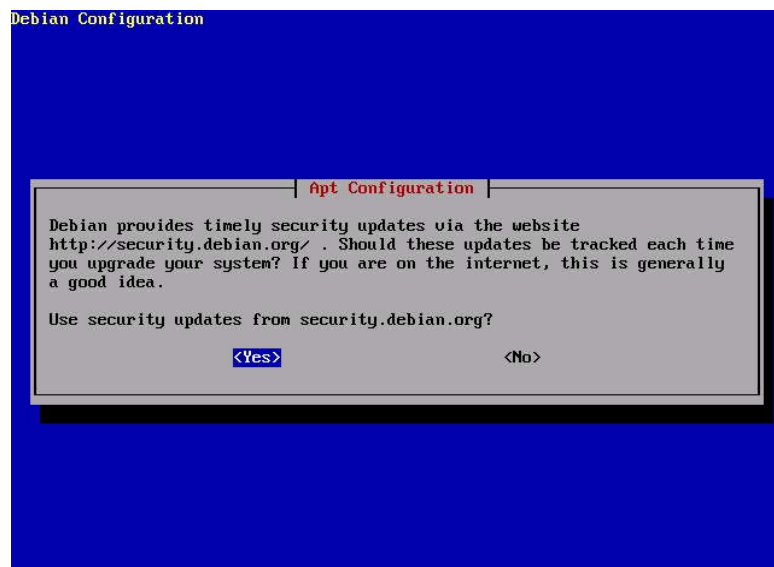 Debian Configuration
Apt Configuration
Debian provides timely security updates via the website
http://security.debian.org/ . Should these updates be tracked each time
you upgrade your system? If you are on the internet, this is generally
a good idea.
Use security updates from security.debian.org?
<Yes> <No>